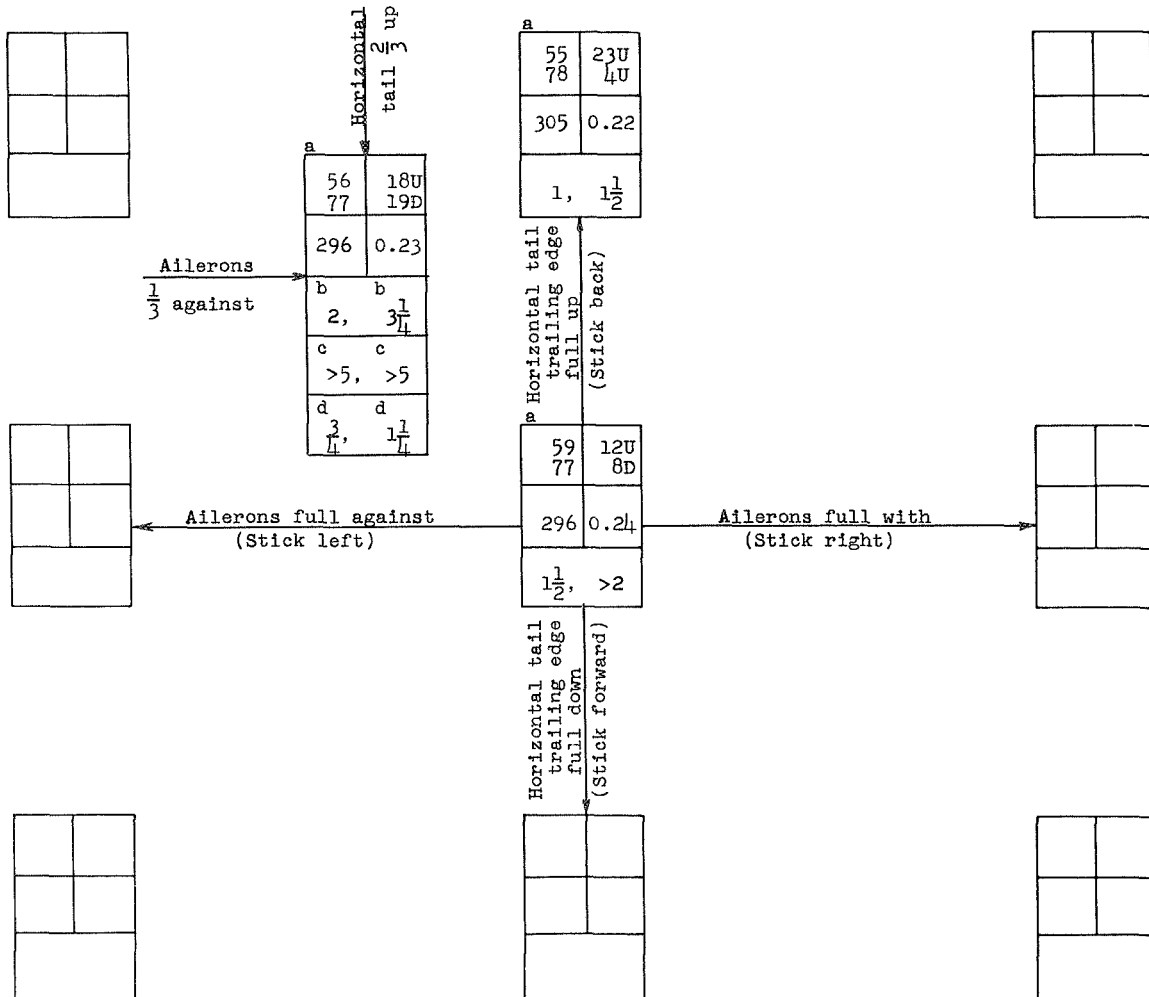 a
55 23U
78 4U
305 0.22
1, 1 1/2
Horizontal
tail 2/3 up
a
56 18U
77 19D
296 0.23
b b
2, 3 1/4
c c
>5, >5
d d
3/4, 1 1/4
Ailerons
1/3 against
Horizontal tail
trailing edge
full up
(Stick back)
a
59 12U
77 8D
296 0.24
1 1/2, >2
Ailerons full against
(Stick left)
Ailerons full with
(Stick right)
Horizontal tail
trailing edge
full down
(Stick forward)